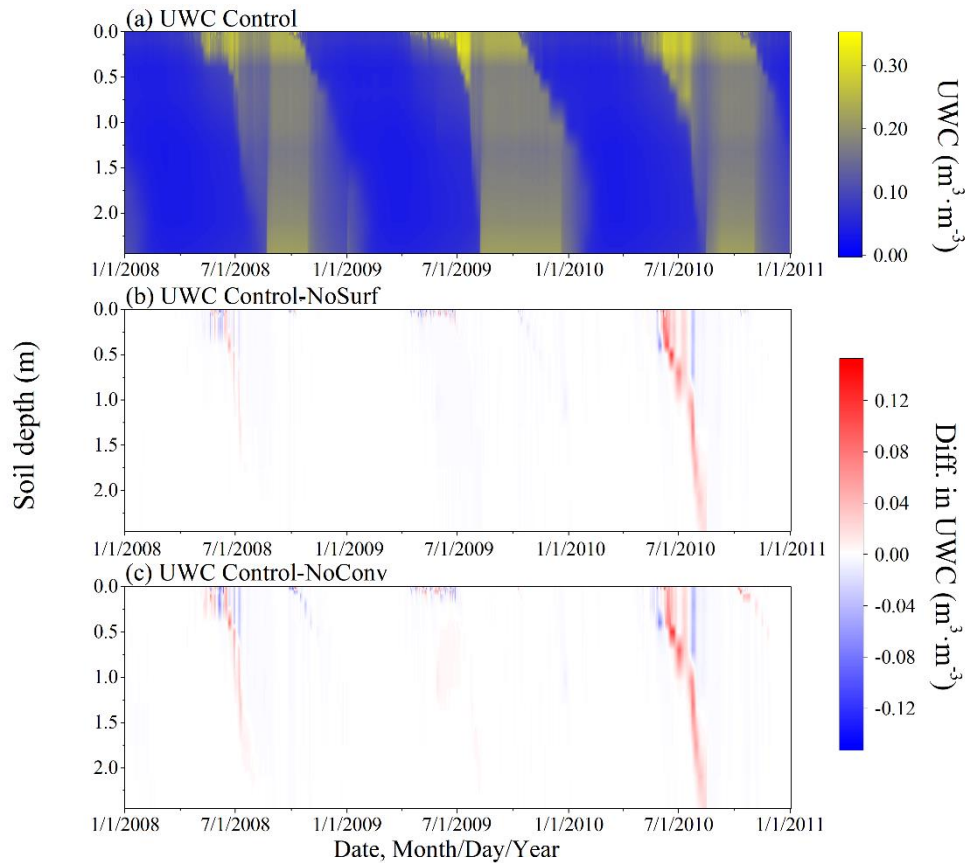 (a) UWC Control
0.0
0.5
1.0
1.5
2.0
1/1/2008 7/1/2008 1/1/2009 7/1/2009 1/1/2010 7/1/2010 1/1/2011
0.30
0.20
0.10
0.00
UWC (m³·m⁻³)
(b) UWC Control-NoSurf
0.0
0.5
1.0
1.5
2.0
1/1/2008 7/1/2008 1/1/2009 7/1/2009 1/1/2010 7/1/2010 1/1/2011
Soil depth (m)
0.12
0.08
0.04
0.00
-0.04
-0.08
-0.12
Diff. in UWC (m³·m⁻³)
(c) UWC Control-NoConv
0.0
0.5
1.0
1.5
2.0
1/1/2008 7/1/2008 1/1/2009 7/1/2009 1/1/2010 7/1/2010 1/1/2011
Date, Month/Day/Year